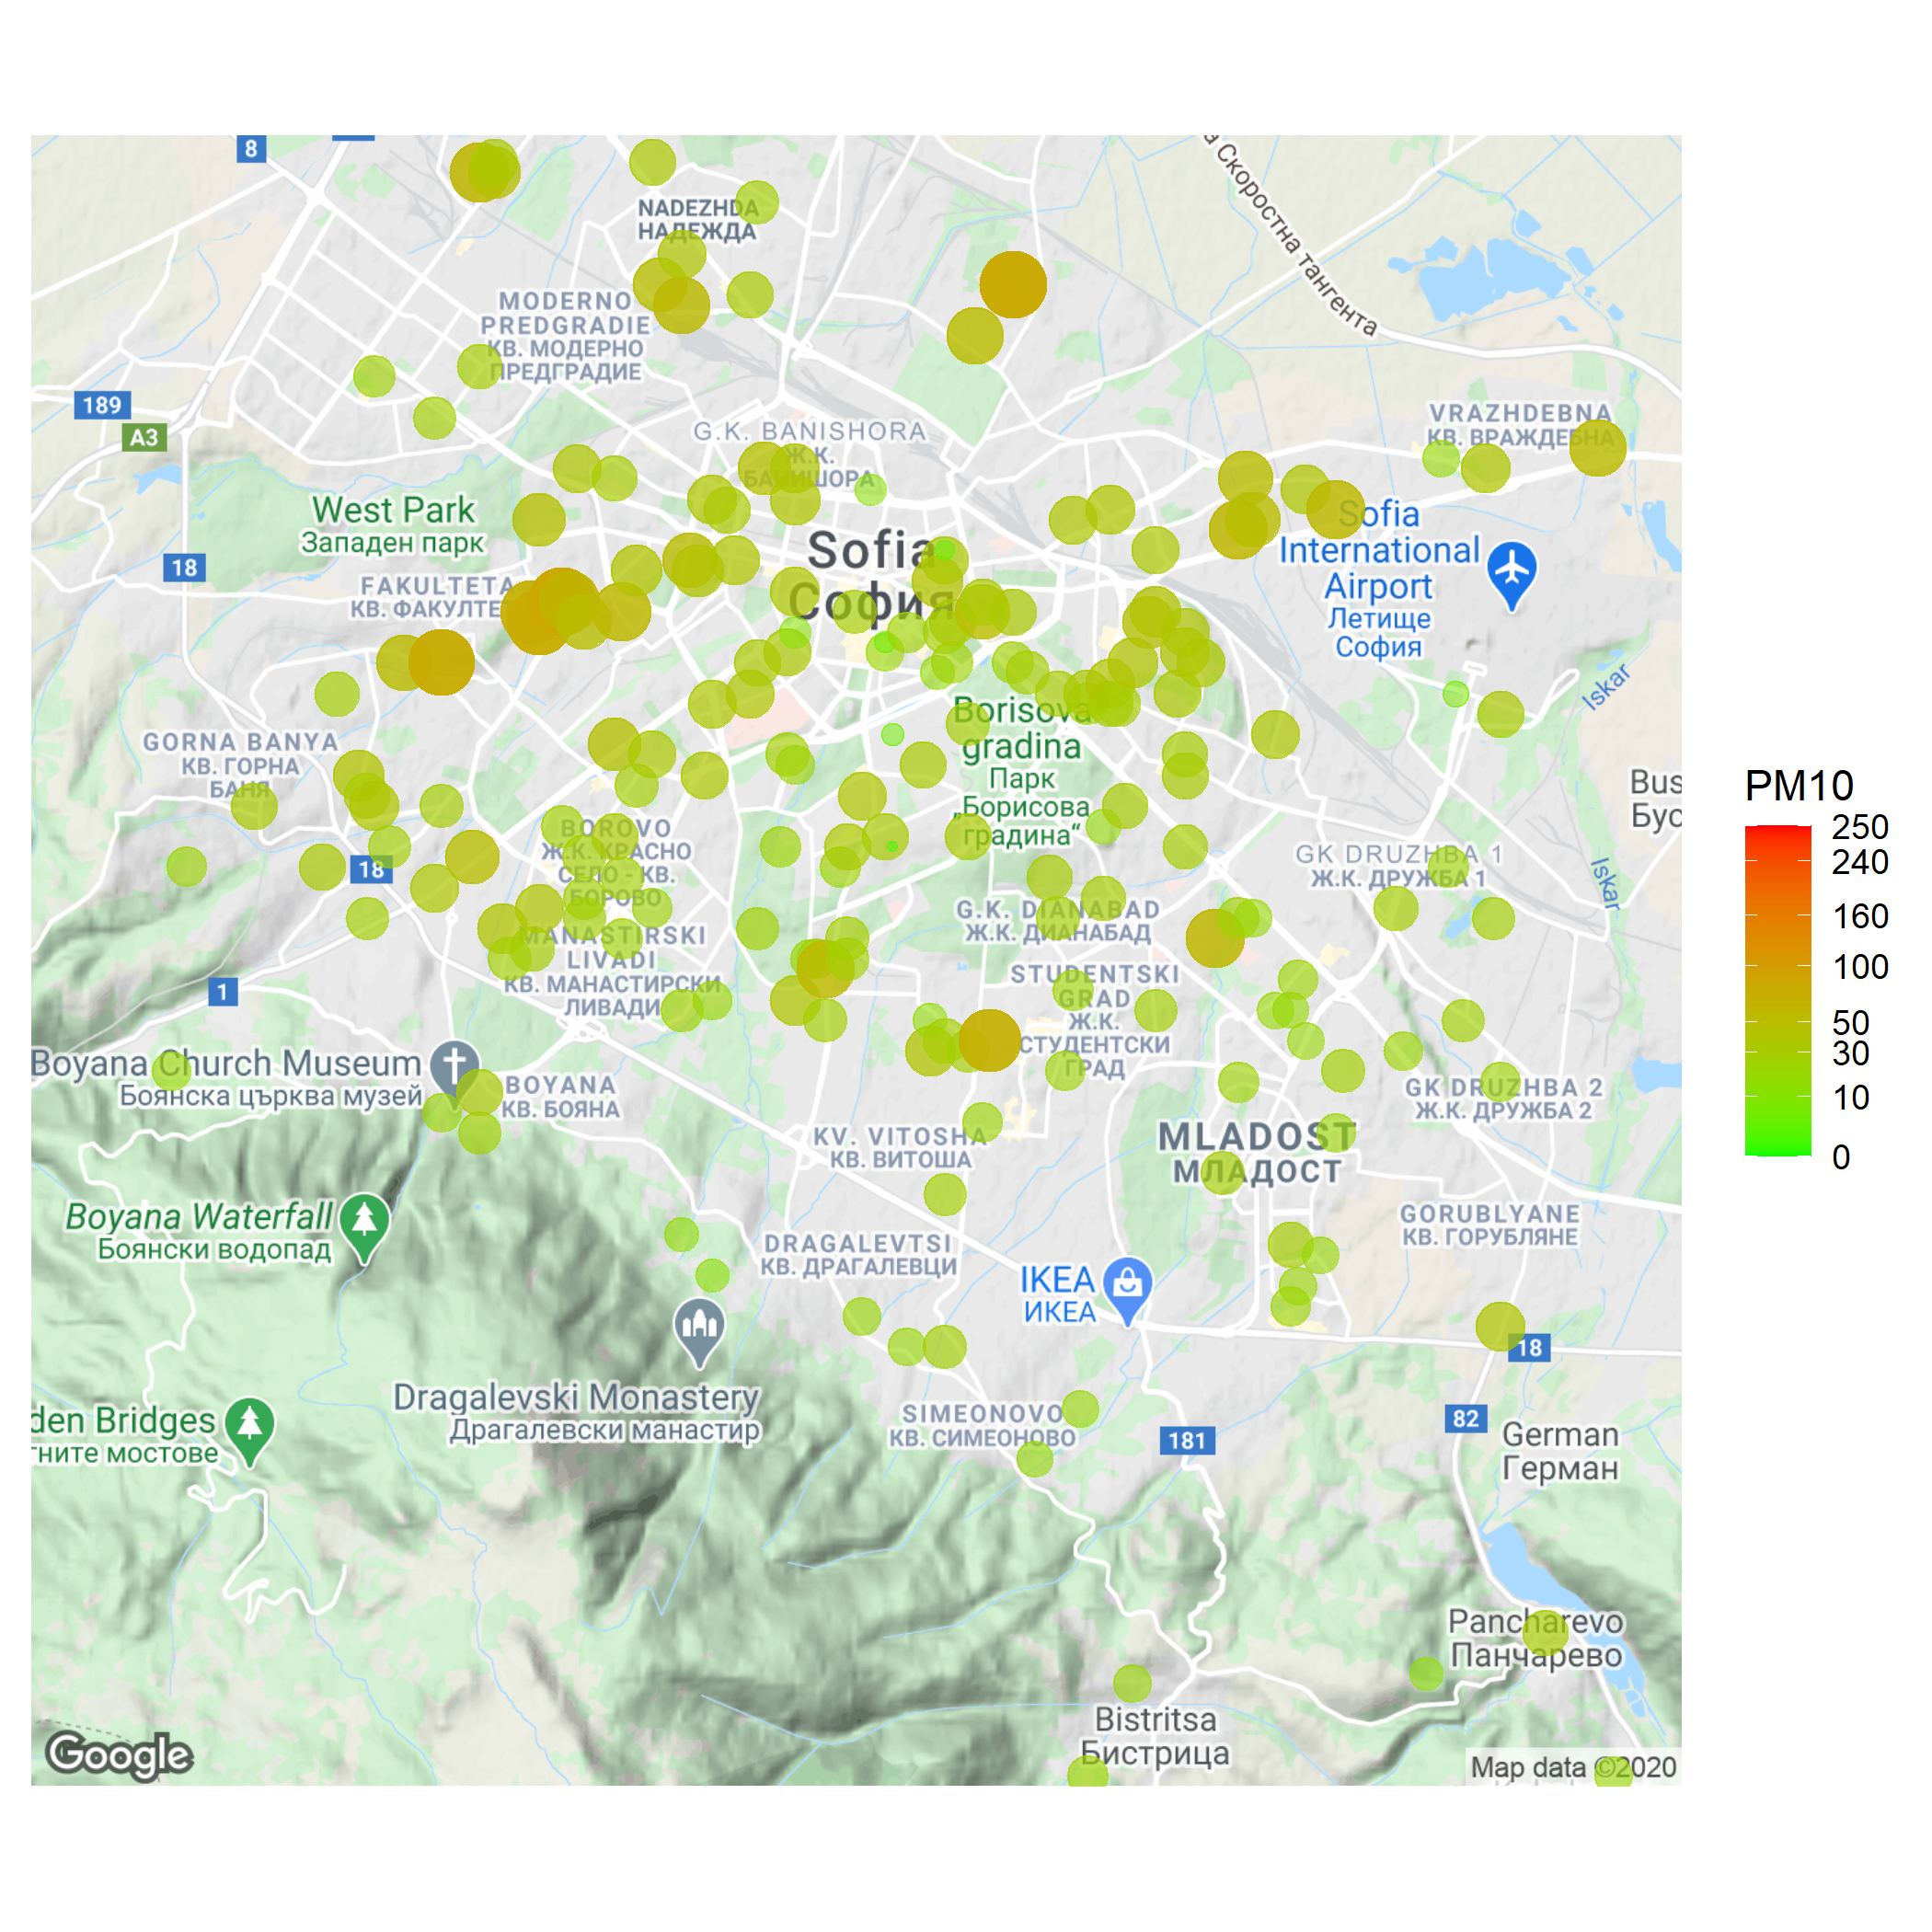 8
а Скоростна тангента
NADEZHDA
НАДЕЖДА
MODERNO
PREDGRADIE
КВ. МОДЕРНО
ПРЕДГРАДИЕ
189
A3
VRAZHDEBNA
КВ. ВРАЖДЕБНА
G.K. BANISHORA
Ж.К.
БАНИШОРА
West Park
Западен парк
18
Sofia
София
Sofia
International
Airport
Летище
София
FAKULTETA
КВ. ФАКУЛТЕ
Iskar
Borisova
gradina
Парк
„Борисова
градина“
GORNA BANYA
КВ. ГОРНА
БАНЯ
Bus
Бус
PM10
250
240
160
100
50
30
10
0
BOROVO
Ж.К. КРАСНО
СЕЛО - КВ.
БОРОВО
18
GK DRUZHBA 1
Ж.К. ДРУЖБА 1
Iskar
G.K. DIANABAD
Ж.К. ДИАНАБАД
MANASTIRSKI
LIVADI
КВ. МАНАСТИРСКИ
ЛИВАДИ
1
STUDENTSKI
GRAD
Ж.К.
СТУДЕНТСКИ
ГРАД
Boyana Church Museum
Боянска църква музей
BOYANA
КВ. БОЯНА
GK DRUZHBA 2
Ж.К. ДРУЖБА 2
KV. VITOSHA
КВ. ВИТОША
MLADOST
МЛАДОСТ
Boyana Waterfall
Боянски водопад
GORUBLYANE
КВ. ГОРУБЛЯНЕ
DRAGALEVTSI
КВ. ДРАГАЛЕВЦИ
IKEA
ИКЕА
18
Dragalevski Monastery
Драгалевски манастир
den Bridges
тните мостове
SIMEONOVO
КВ. СИМЕОНОВО
181
82
German
Герман
Pancharevo
Панчарево
Bistritsa
Бистрица
Google
Map data ©2020